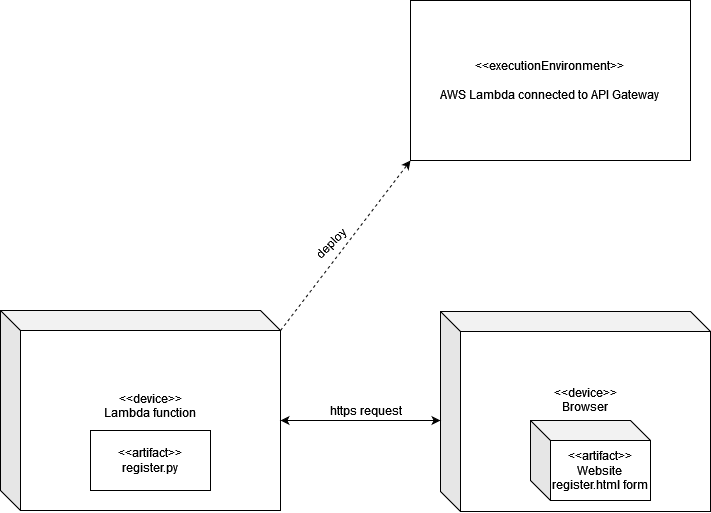 <<executionEnvironment>>
AWS Lambda connected to API Gateway
deploy
<<device>>
Lambda function
<<artifact>>
register.py
https request
<<device>>
Browser
<<artifact>>
Website
register.html form